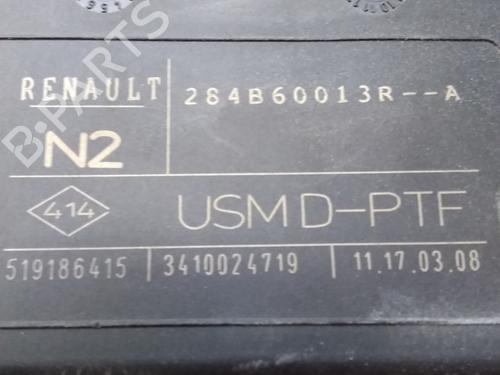 RENAULT 284B60013R--A
N2
414 USM D-PTF
519186415 3410024719 11.17.03.08
B-PARTS